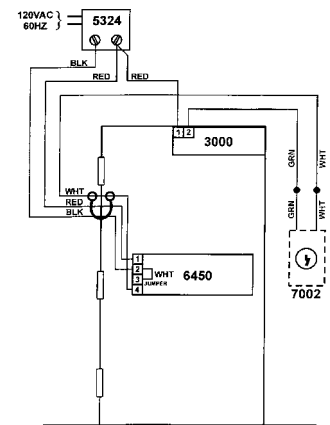 120VAC
60HZ
5324
BLK
RED
RED
1 2
3000
GRN
WHT
WHT
RED
BLK
GRN
WHT
1
2
3
4
WHT
JUMPER
6450
7002